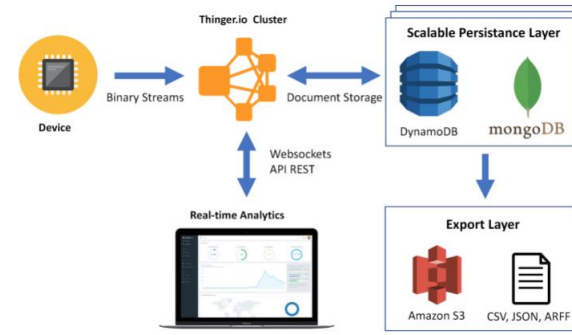 Thinger.io Cluster
Scalable Persistance Layer
Binary Streams
Document Storage
Device
DynamoDB
mongoDB
Websockets
API REST
Real-time Analytics
Export Layer
Amazon S3
CSV, JSON, ARFF